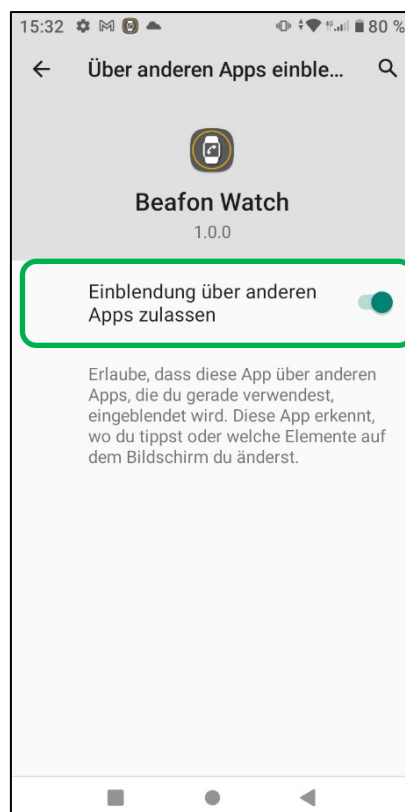 15:32 80 %
Über anderen Apps einble...
Beafon Watch
1.0.0
Einblendung über anderen
Apps zulassen
Erlaube, dass diese App über anderen
Apps, die du gerade verwendest,
eingeblendet wird. Diese App erkennt,
wo du tippst oder welche Elemente auf
dem Bildschirm du änderst.